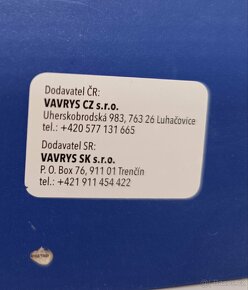 Dodavatel ČR:
VAVRYS CZ s.r.o.
Uherskobrodská 983, 763 26 Luhačovice
tel.: +420 577 131 665
Dodavatel SR:
VAVRYS SK s.r.o.
P. O. Box 76, 911 01 Trenčín
tel.: +421 911 454 422